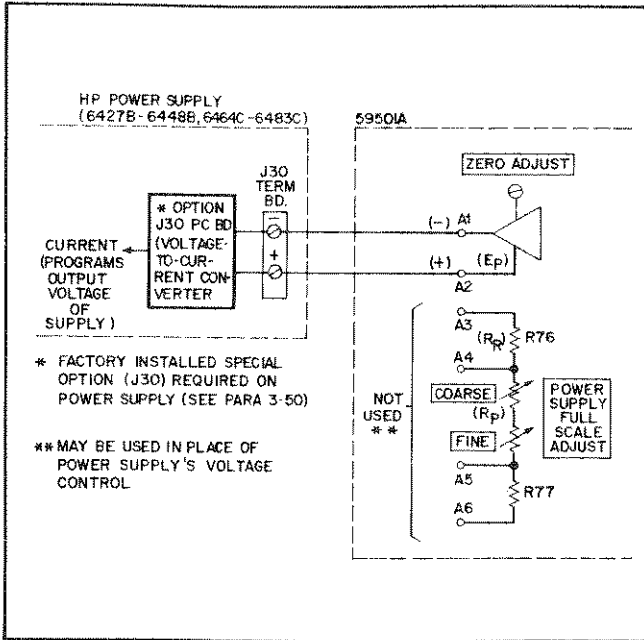 HP POWER SUPPLY
(6427B-6448B,6464C-6483C)
59501A
ZERO ADJUST
J30
TERM
BD.
* OPTION
J30 PC BD
(VOLTAGE-
TO-CUR-
RENT CON-
VERTER
−
+
CURRENT
(PROGRAMS
OUTPUT
VOLTAGE
OF
SUPPLY)
(-) A1
(+) A2
(Ep)
A3
(RR) R76
A4
COARSE
(Rp)
FINE
POWER
SUPPLY
FULL
SCALE
ADJUST
A5
R77
A6
NOT
USED
**
* FACTORY INSTALLED SPECIAL
OPTION (J30) REQUIRED ON
POWER SUPPLY (SEE PARA 3-50)
** MAY BE USED IN PLACE OF
POWER SUPPLY'S VOLTAGE
CONTROL